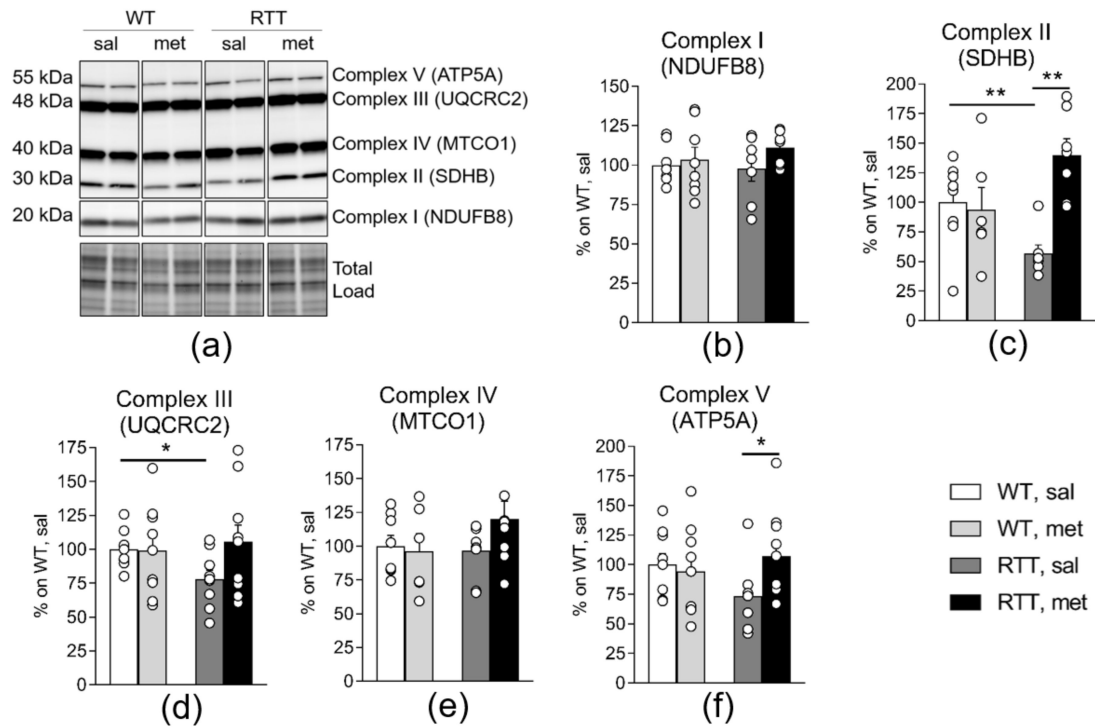 WT RTT
sal met sal met
55 kDa Complex V (ATP5A)
48 kDa Complex III (UQCRC2)
40 kDa Complex IV (MTCO1)
30 kDa Complex II (SDHB)
20 kDa Complex I (NDUFB8)
Total
Load
(a)
Complex I
(NDUFB8)
% on WT, sal
150
125
100
75
50
25
0
(b)
Complex II
(SDHB)
% on WT, sal
200
175
150
125
100
75
50
25
0
** **
(c)
Complex III
(UQCRC2)
% on WT, sal
175
150
125
100
75
50
25
0
*
(d)
Complex IV
(MTCO1)
% on WT, sal
175
150
125
100
75
50
25
0
(e)
Complex V
(ATP5A)
% on WT, sal
200
175
150
125
100
75
50
25
0
*
(f)
WT, sal
WT, met
RTT, sal
RTT, met